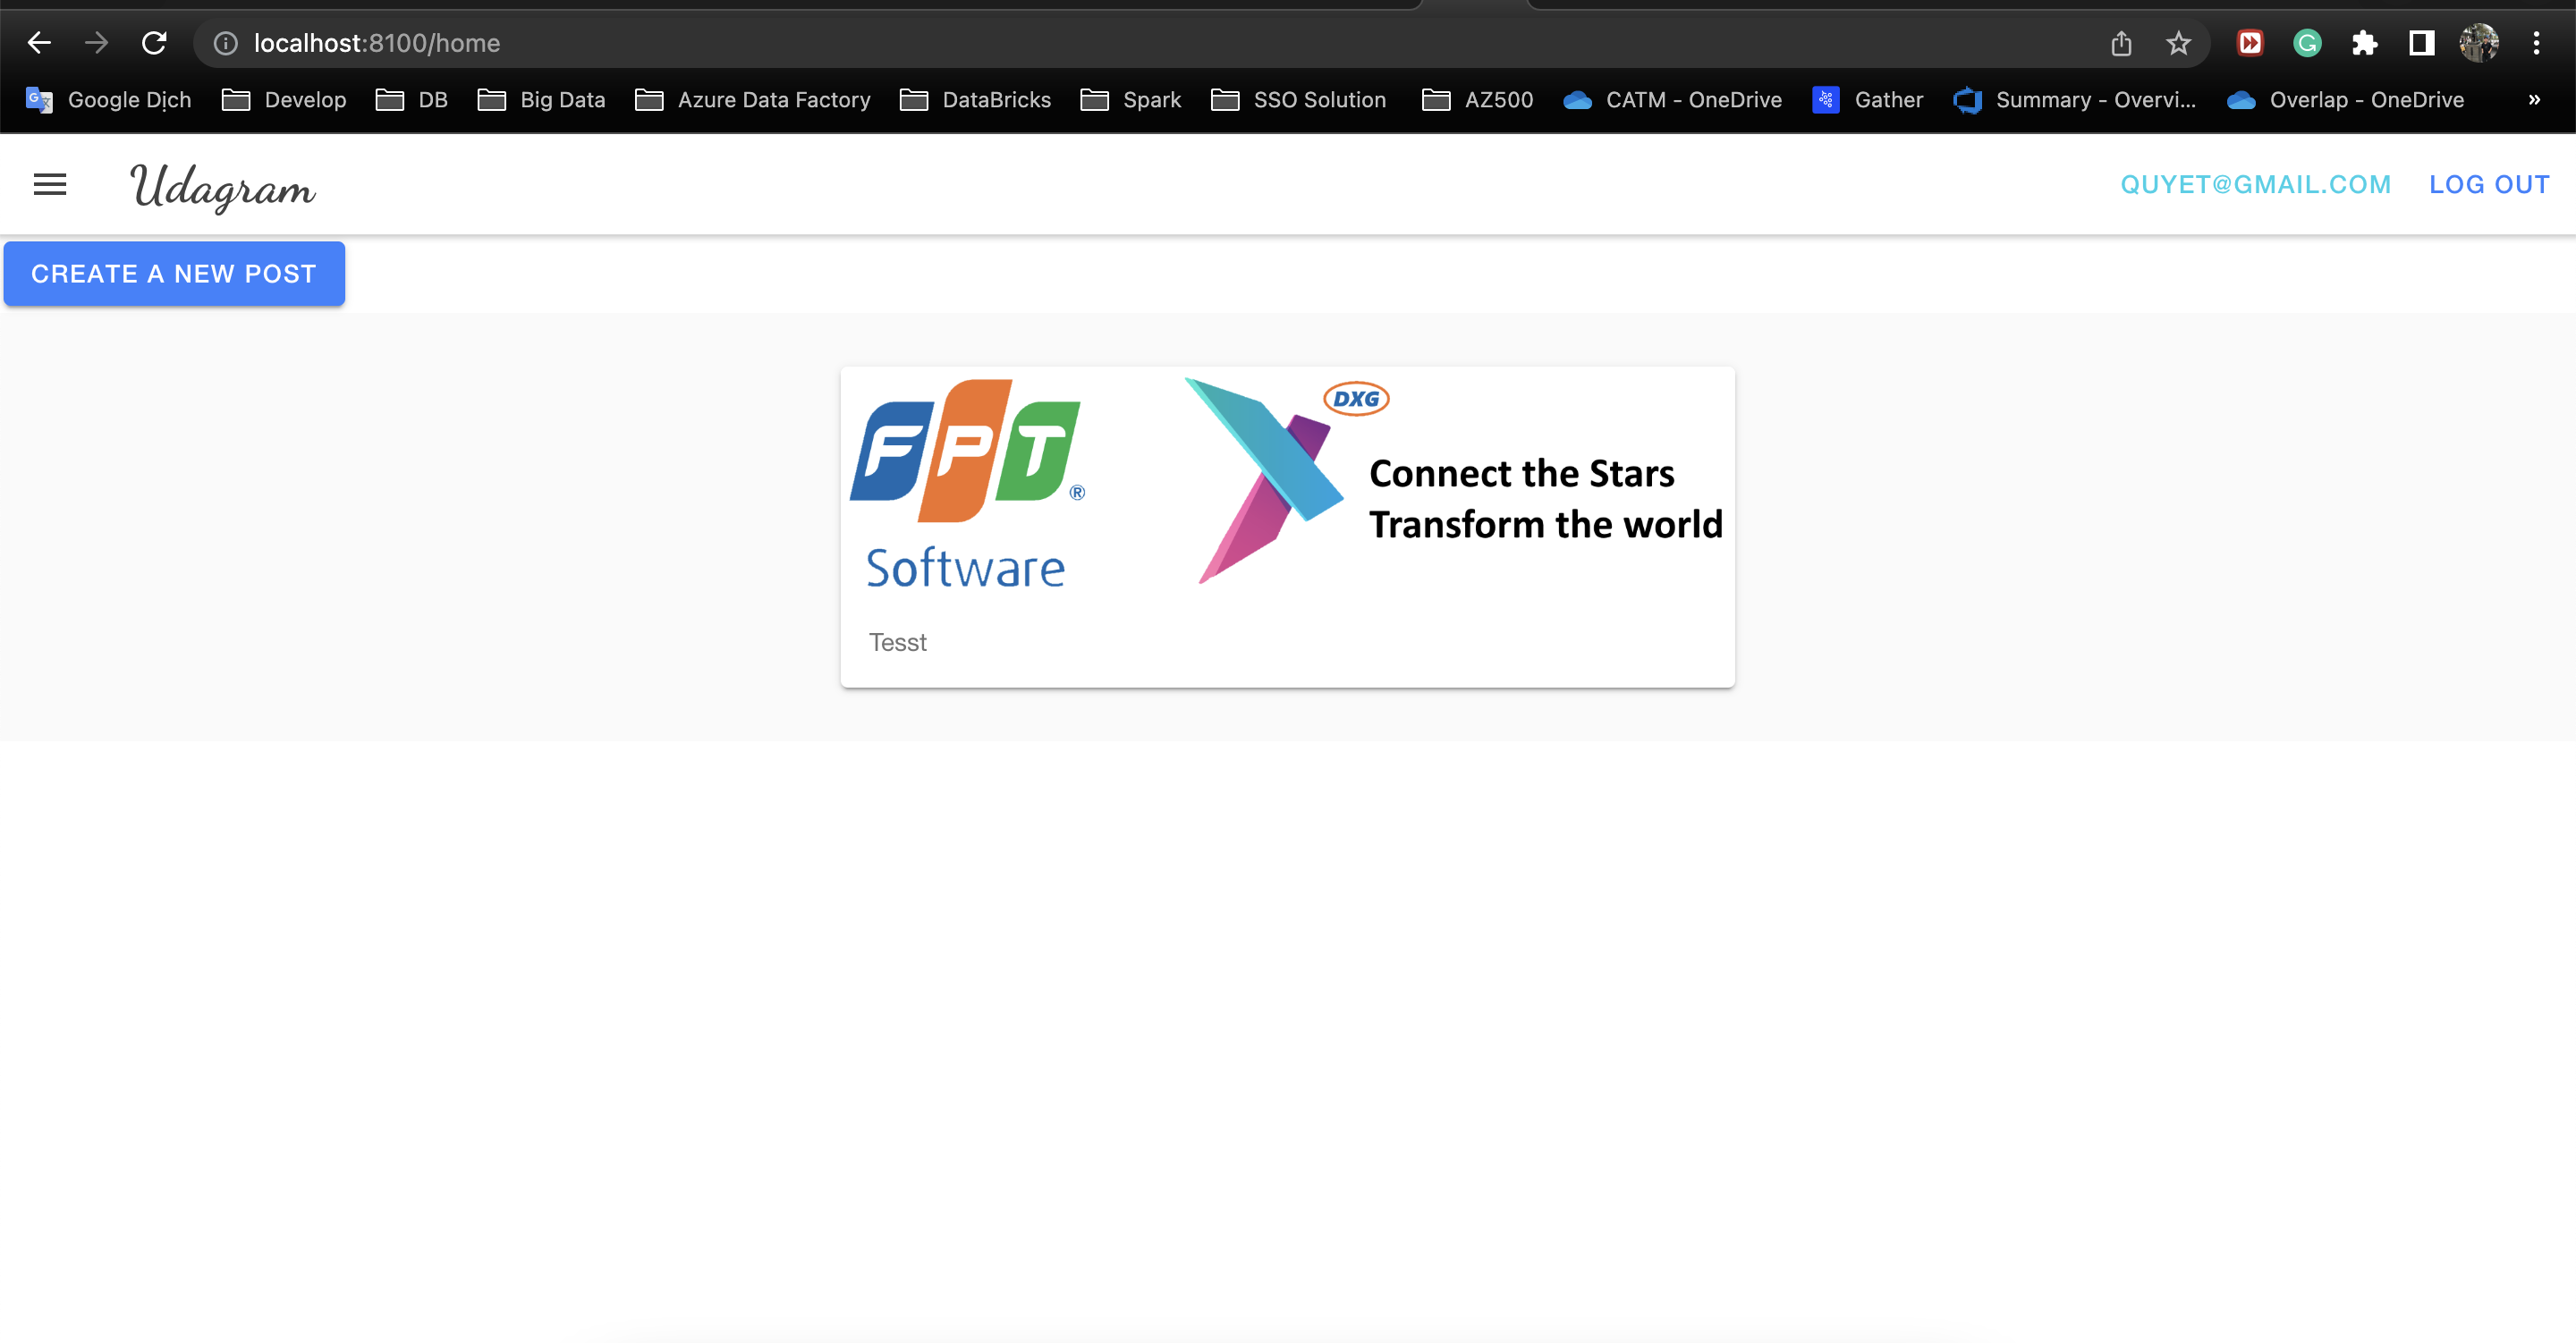 localhost:8100/home
Google Dịch Develop DB Big Data Azure Data Factory DataBricks Spark SSO Solution AZ500 CATM - OneDrive Gather Summary - Overvi... Overlap - OneDrive »
Udagram QUYET@GMAIL.COM LOG OUT
CREATE A NEW POST
DXG
FPT®
Connect the Stars
Transform the world
Software
Tesst